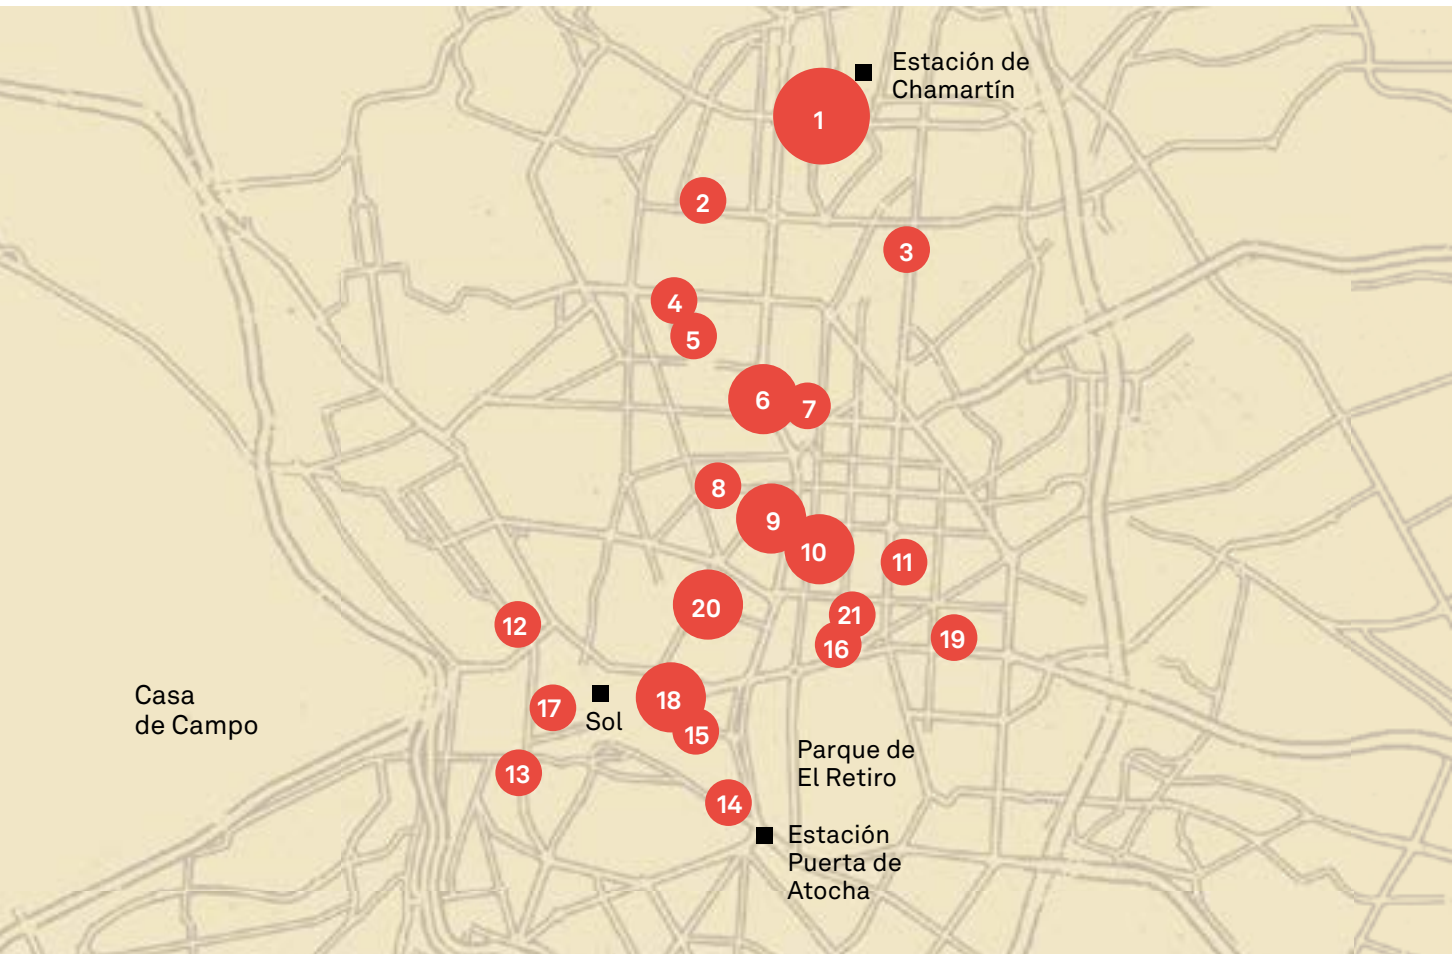 Estación de
Chamartín
1
2
3
4
5
6
7
8
9
10
11
20
21
12
16
19
Casa
de Campo
17
Sol
18
15
Parque de
El Retiro
13
14
Estación
Puerta de
Atocha